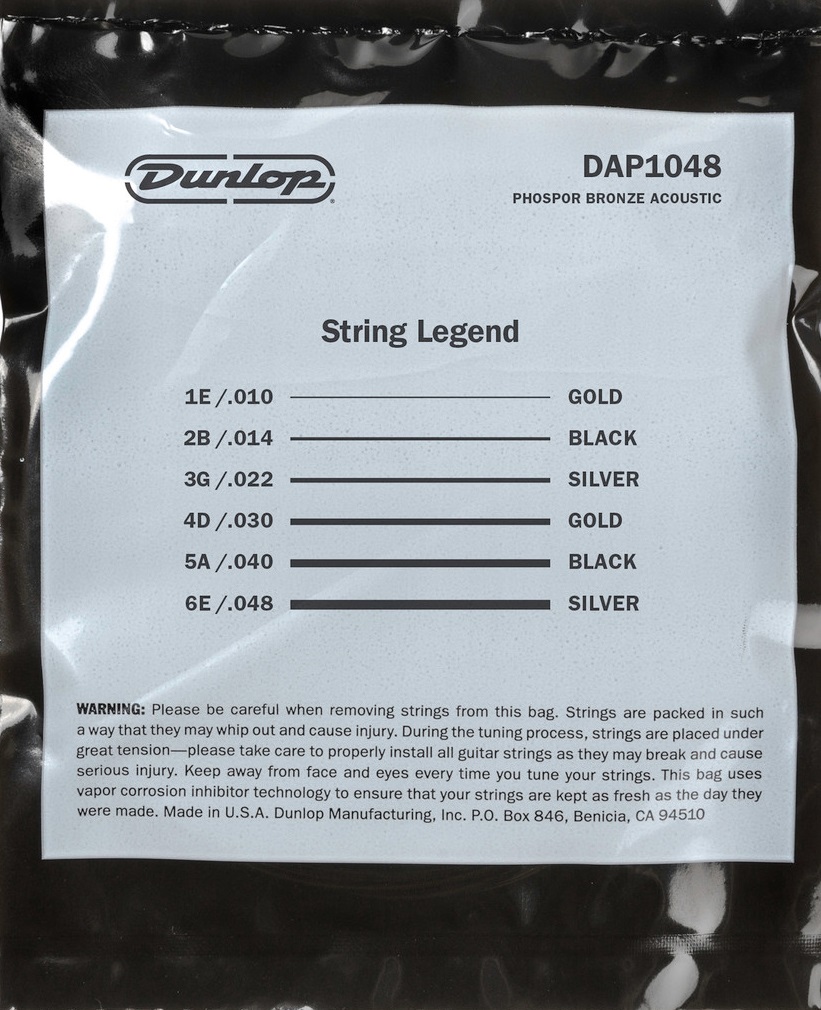 Dunlop®
DAP1048
PHOSPOR BRONZE ACOUSTIC
String Legend
1E /.010 GOLD
2B /.014 BLACK
3G /.022 SILVER
4D /.030 GOLD
5A /.040 BLACK
6E /.048 SILVER
WARNING: Please be careful when removing strings from this bag. Strings are packed in such
a way that they may whip out and cause injury. During the tuning process, strings are placed under
great tension—please take care to properly install all guitar strings as they may break and cause
serious injury. Keep away from face and eyes every time you tune your strings. This bag uses
vapor corrosion inhibitor technology to ensure that your strings are kept as fresh as the day they
were made. Made in U.S.A. Dunlop Manufacturing, Inc. P.O. Box 846, Benicia, CA 94510